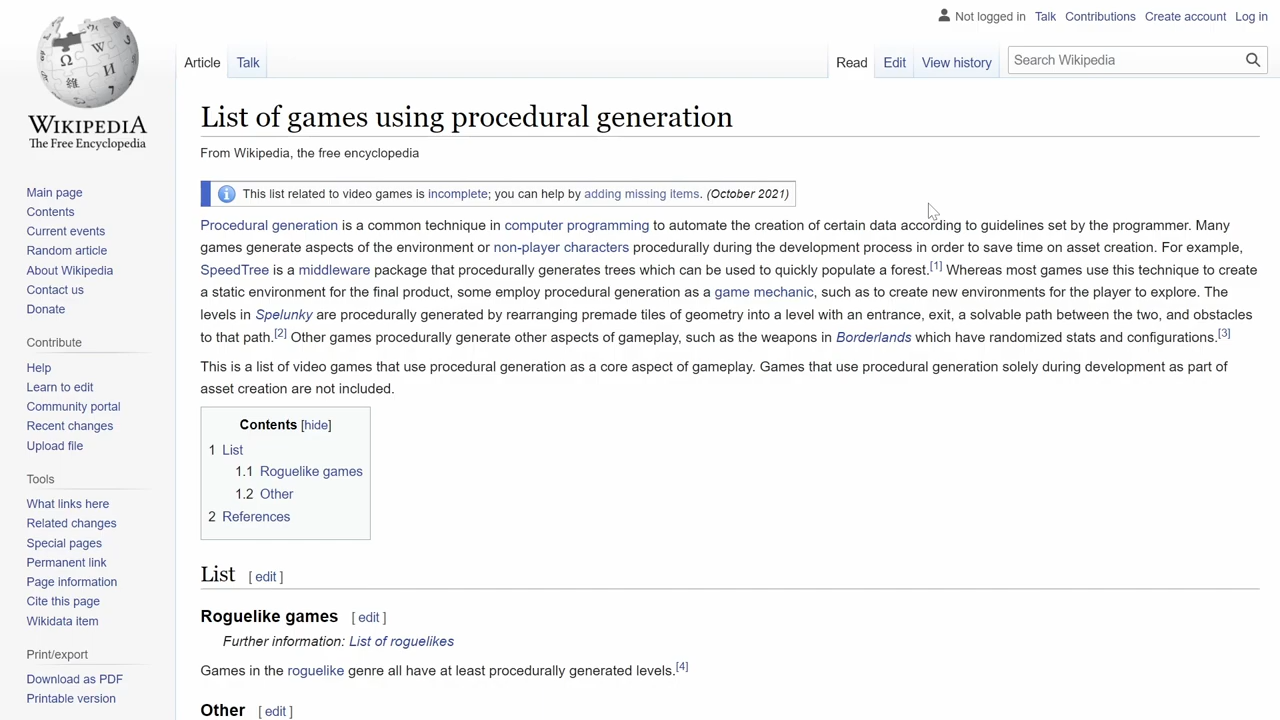 Not logged in Talk Contributions Create account Log in
Article Talk Read Edit View history Search Wikipedia
WIKIPEDIA
The Free Encyclopedia
Main page
Contents
Current events
Random article
About Wikipedia
Contact us
Donate
Contribute
Help
Learn to edit
Community portal
Recent changes
Upload file
Tools
What links here
Related changes
Special pages
Permanent link
Page information
Cite this page
Wikidata item
Print/export
Download as PDF
Printable version
List of games using procedural generation
From Wikipedia, the free encyclopedia
This list related to video games is incomplete; you can help by adding missing items. (October 2021)
Procedural generation is a common technique in computer programming to automate the creation of certain data according to guidelines set by the programmer. Many
games generate aspects of the environment or non-player characters procedurally during the development process in order to save time on asset creation. For example,
SpeedTree is a middleware package that procedurally generates trees which can be used to quickly populate a forest.[1] Whereas most games use this technique to create
a static environment for the final product, some employ procedural generation as a game mechanic, such as to create new environments for the player to explore. The
levels in Spelunky are procedurally generated by rearranging premade tiles of geometry into a level with an entrance, exit, a solvable path between the two, and obstacles
to that path.[2] Other games procedurally generate other aspects of gameplay, such as the weapons in Borderlands which have randomized stats and configurations.[3]
This is a list of video games that use procedural generation as a core aspect of gameplay. Games that use procedural generation solely during development as part of
asset creation are not included.
Contents [hide]
1 List
1.1 Roguelike games
1.2 Other
2 References
List [ edit ]
Roguelike games [ edit ]
Further information: List of roguelikes
Games in the roguelike genre all have at least procedurally generated levels.[4]
Other [ edit ]